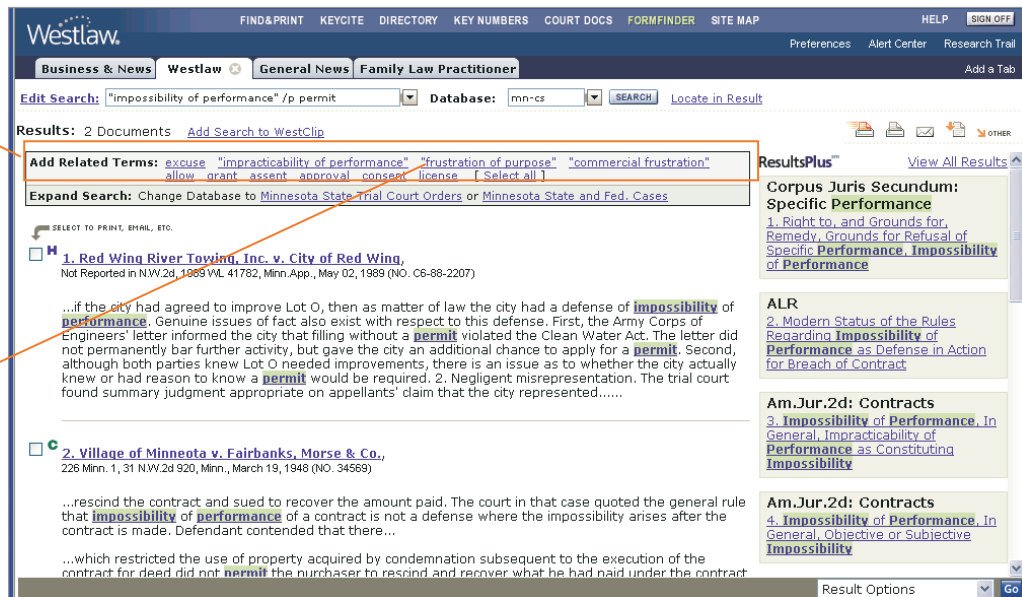 FIND&PRINT KEYCITE DIRECTORY KEY NUMBERS COURT DOCS FORMFINDER SITE MAP HELP SIGN OFF
Westlaw.
Preferences Alert Center Research Trail
Business & News Westlaw General News Family Law Practitioner Add a Tab
Edit Search: "impossibility of performance" /p permit Database: mn-cs SEARCH Locate in Result
Results: 2 Documents Add Search to WestClip
OTHER
Add Related Terms: excuse "impracticability of performance" "frustration of purpose" "commercial frustration"
allow grant assent approval consent license [ Select all ]
Expand Search: Change Database to Minnesota State Trial Court Orders or Minnesota State and Fed. Cases
SELECT TO PRINT, EMAIL, ETC.
H 1. Red Wing River Towing, Inc. v. City of Red Wing,
Not Reported in N.W.2d, 1989 WL 41782, Minn.App., May 02, 1989 (NO. C6-88-2207)
...if the city had agreed to improve Lot O, then as matter of law the city had a defense of impossibility of
performance. Genuine issues of fact also exist with respect to this defense. First, the Army Corps of
Engineers' letter informed the city that filling without a permit violated the Clean Water Act. The letter did
not permanently bar further activity, but gave the city an additional chance to apply for a permit. Second,
although both parties knew Lot O needed improvements, there is an issue as to whether the city actually
knew or had reason to know a permit would be required. 2. Negligent misrepresentation. The trial court
found summary judgment appropriate on appellants' claim that the city represented......
C 2. Village of Minneota v. Fairbanks, Morse & Co.,
226 Minn. 1, 31 N.W.2d 920, Minn., March 19, 1948 (NO. 34569)
...rescind the contract and sued to recover the amount paid. The court in that case quoted the general rule
that impossibility of performance of a contract is not a defense where the impossibility arises after the
contract is made. Defendant contended that there...
...which restricted the use of property acquired by condemnation subsequent to the execution of the
contract for deed did not permit the purchaser to rescind and recover what he had paid under the contract
ResultsPlus™ View All Results
Corpus Juris Secundum:
Specific Performance
1. Right to, and Grounds for,
Remedy, Grounds for Refusal of
Specific Performance, Impossibility
of Performance
ALR
2. Modern Status of the Rules
Regarding Impossibility of
Performance as Defense in Action
for Breach of Contract
Am.Jur.2d: Contracts
3. Impossibility of Performance, In
General, Impracticability of
Performance as Constituting
Impossibility
Am.Jur.2d: Contracts
4. Impossibility of Performance, In
General, Objective or Subjective
Impossibility
Result Options Go